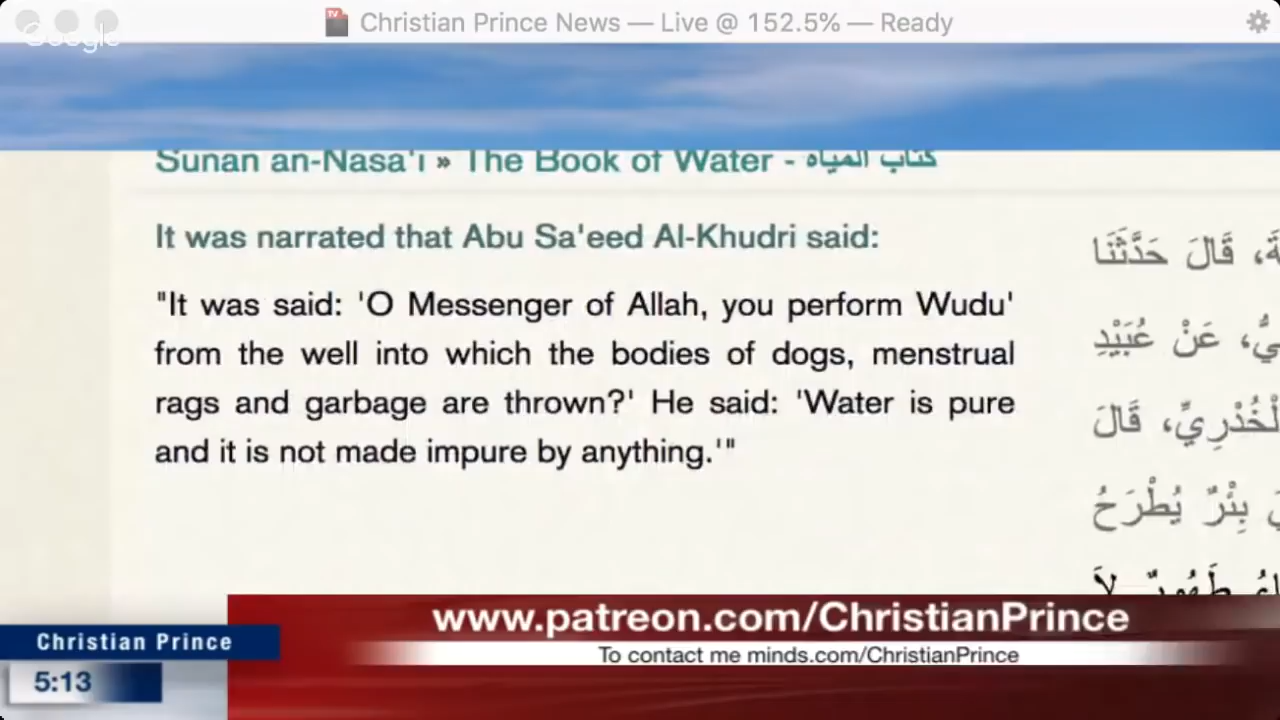 Christian Prince News — Live @ 152.5% — Ready
Google
Sunan an-Nasa'i » The Book of Water - كتاب المياه
It was narrated that Abu Sa'eed Al-Khudri said:
"It was said: 'O Messenger of Allah, you perform Wudu'
from the well into which the bodies of dogs, menstrual
rags and garbage are thrown?' He said: 'Water is pure
and it is not made impure by anything.'"
قَالَ حَدَّثَنَا
عَنْ عُبَيْدِ
الْخُدْرِيِّ، قَالَ
بِئْرٌ يُطْرَحُ
طَهُورٌ لاَ
www.patreon.com/ChristianPrince
To contact me minds.com/ChristianPrince
Christian Prince
5:13